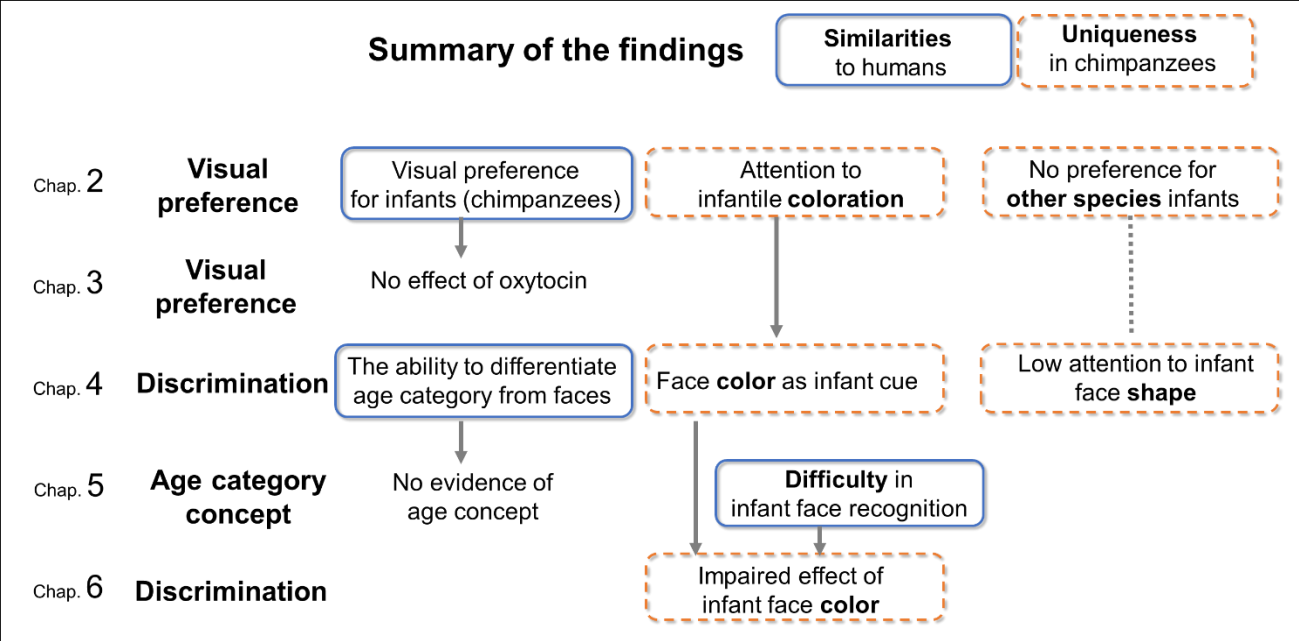 Summary of the findings
Similarities
to humans
Uniqueness
in chimpanzees
Chap. 2
Visual
preference
Visual preference
for infants (chimpanzees)
Attention to
infantile coloration
No preference for
other species infants
Chap. 3
Visual
preference
No effect of oxytocin
Chap. 4
Discrimination
The ability to differentiate
age category from faces
Face color as infant cue
Low attention to infant
face shape
Chap. 5
Age category
concept
No evidence of
age concept
Difficulty in
infant face recognition
Chap. 6
Discrimination
Impaired effect of
infant face color